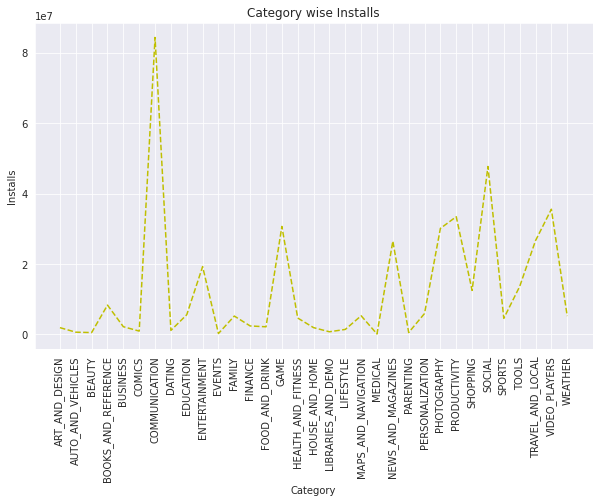 Category wise Installs
1e7
8
6
4
2
0
Installs
ART_AND_DESIGN
AUTO_AND_VEHICLES
BEAUTY
BOOKS_AND_REFERENCE
BUSINESS
COMICS
COMMUNICATION
DATING
EDUCATION
ENTERTAINMENT
EVENTS
FAMILY
FINANCE
FOOD_AND_DRINK
GAME
HEALTH_AND_FITNESS
HOUSE_AND_HOME
LIBRARIES_AND_DEMO
LIFESTYLE
MAPS_AND_NAVIGATION
MEDICAL
NEWS_AND_MAGAZINES
PARENTING
PERSONALIZATION
PHOTOGRAPHY
PRODUCTIVITY
SHOPPING
SOCIAL
SPORTS
TOOLS
TRAVEL_AND_LOCAL
VIDEO_PLAYERS
WEATHER
Category